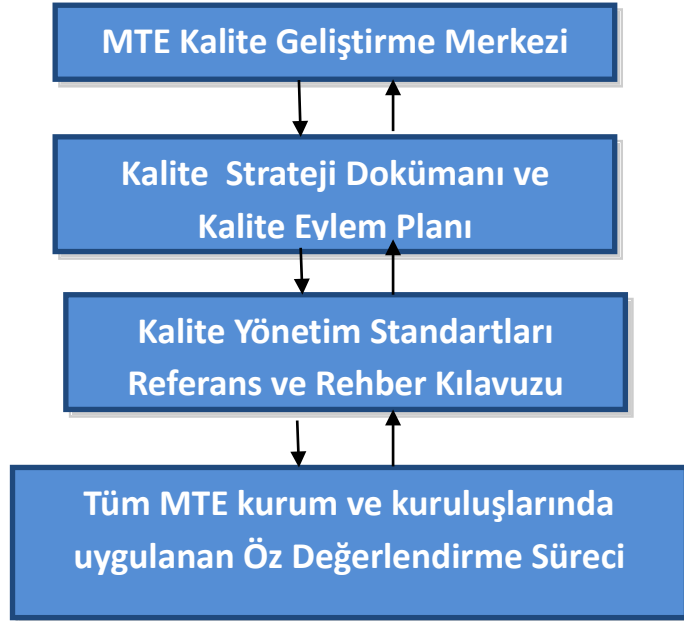 MTE Kalite Geliştirme Merkezi
Kalite Strateji Dokümanı ve
Kalite Eylem Planı
Kalite Yönetim Standartları
Referans ve Rehber Kılavuzu
Tüm MTE kurum ve kuruluşlarında
uygulanan Öz Değerlendirme Süreci